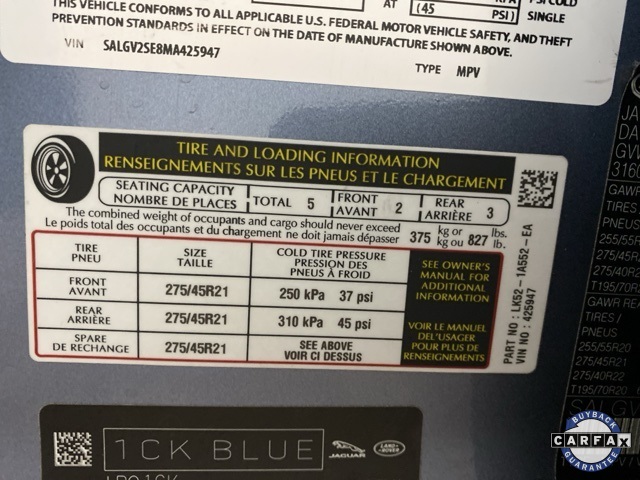 AT (45 PSI) SINGLE
THIS VEHICLE CONFORMS TO ALL APPLICABLE U.S. FEDERAL MOTOR VEHICLE SAFETY, AND THEFT
PREVENTION STANDARDS IN EFFECT ON THE DATE OF MANUFACTURE SHOWN ABOVE.
VIN SALGV2SE8MA425947
TYPE MPV
TIRE AND LOADING INFORMATION
RENSEIGNEMENTS SUR LES PNEUS ET LE CHARGEMENT
SEATING CAPACITY
NOMBRE DE PLACES
TOTAL 5
FRONT
AVANT 2
REAR
ARRIÈRE 3
The combined weight of occupants and cargo should never exceed
Le poids total des occupants et du chargement ne doit jamais dépasser
375 kg or 827 lbs.
kg ou lb.
TIRE
PNEU
SIZE
TAILLE
COLD TIRE PRESSURE
PRESSION DES
PNEUS À FROID
FRONT
AVANT
275/45R21
250 kPa 37 psi
REAR
ARRIÈRE
275/45R21
310 kPa 45 psi
SPARE
DE RECHANGE
275/45R21
SEE ABOVE
VOIR CI DESSUS
SEE OWNER'S
MANUAL FOR
ADDITIONAL
INFORMATION
VOIR LE MANUEL
DE L'USAGER
POUR PLUS DE
RENSEIGNEMENTS
PART NO : LK52-1A552-EA
VIN NO : 425947
GAWR
TIRES
PNEUS
255/55R
275/45R
275/40R
T195/70R2
GAWR RE
TIRES /
PNEUS
255/55R20
275/45R21
275/40R22
T195/70R20
SALGV
1CK BLUE
JAGUAR
LAND ROVER
BUYBACK
CARFAX
GUARANTEE